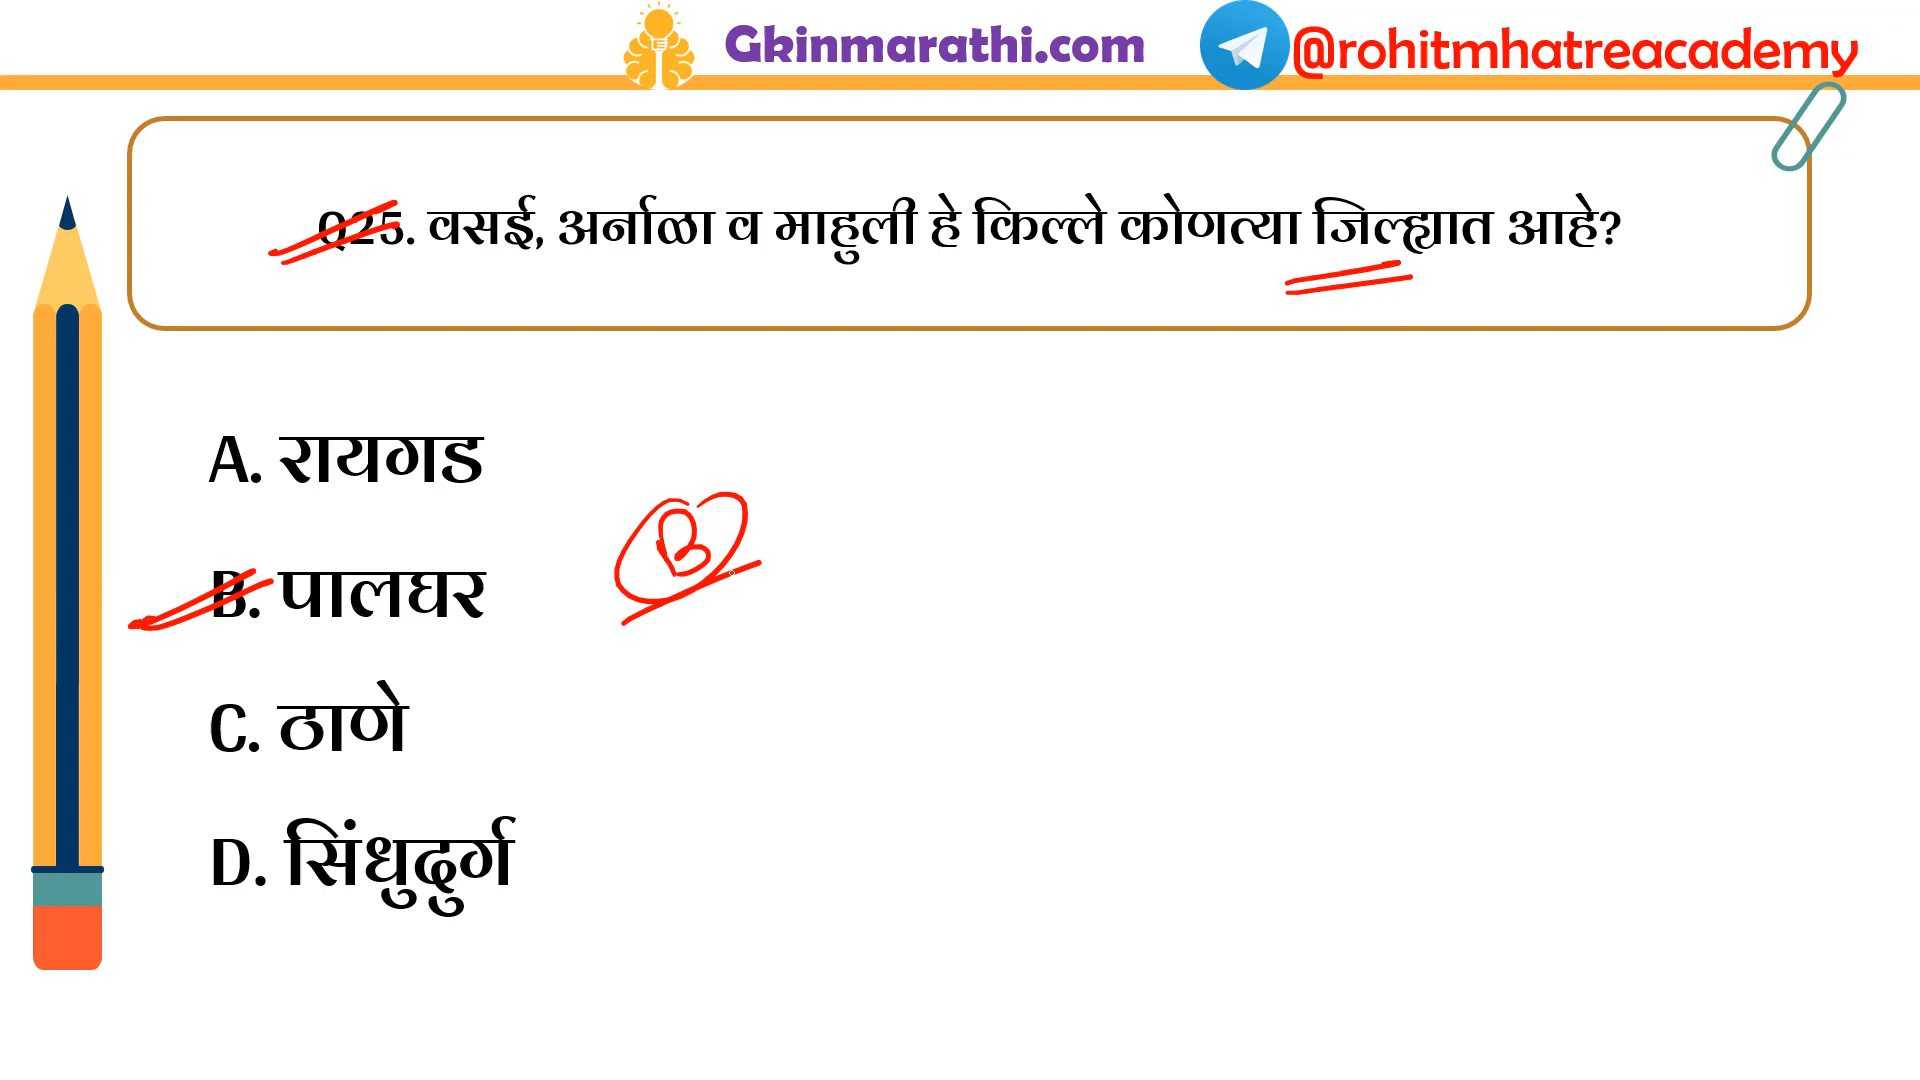 Gkinmarathi.com
@rohitmhatreacademy
Q25. वसई, अर्नाळा व माहुली हे किल्ले कोणत्या जिल्ह्यात आहे?
A. रायगड
B
B. पालघर
C. ठाणे
D. सिंधुदुर्ग